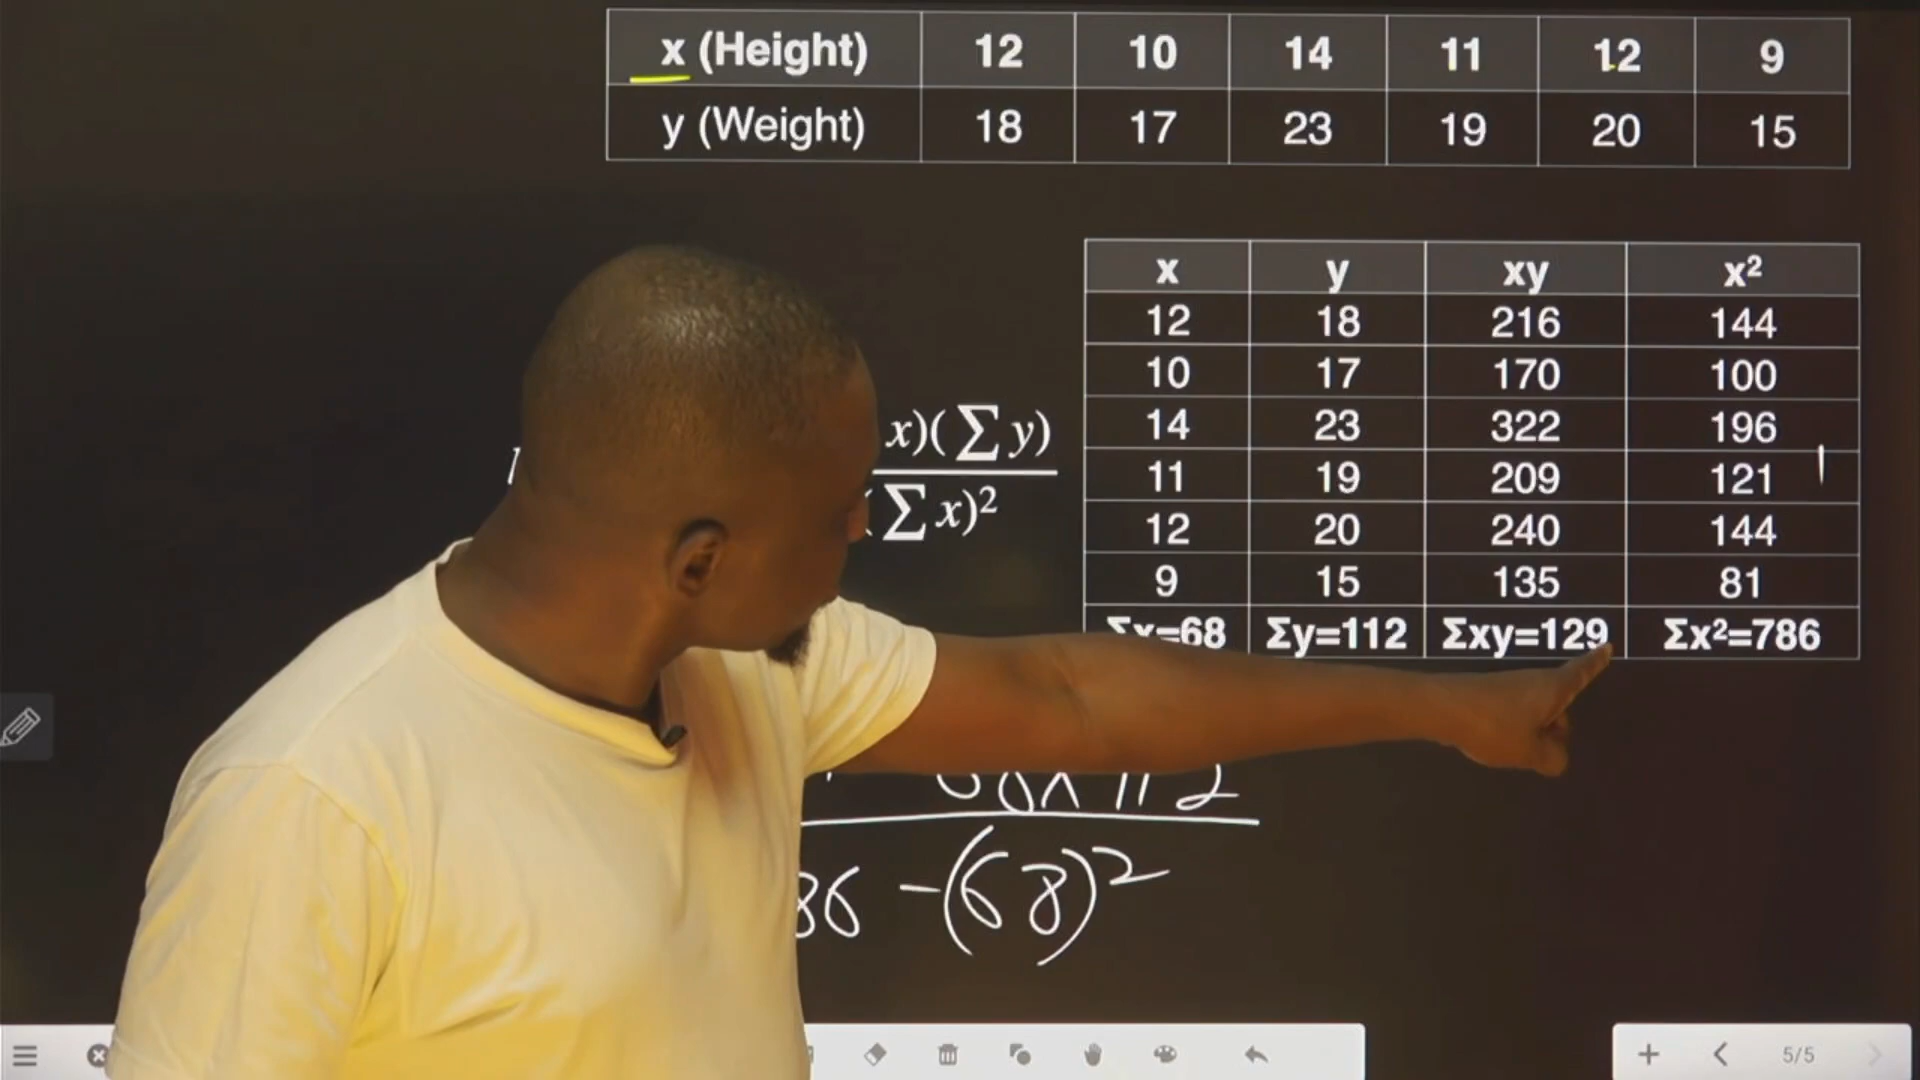 x (Height) 12 10 14 11 12 9
y (Weight) 18 17 23 19 20 15
x y xy x²
12 18 216 144
10 17 170 100
14 23 322 196
11 19 209 121
12 20 240 144
9 15 135 81
Σx=68 Σy=112 Σxy=129 Σx²=786
x)(∑y)
(∑x)²
68x112
86 -(68)²
5/5